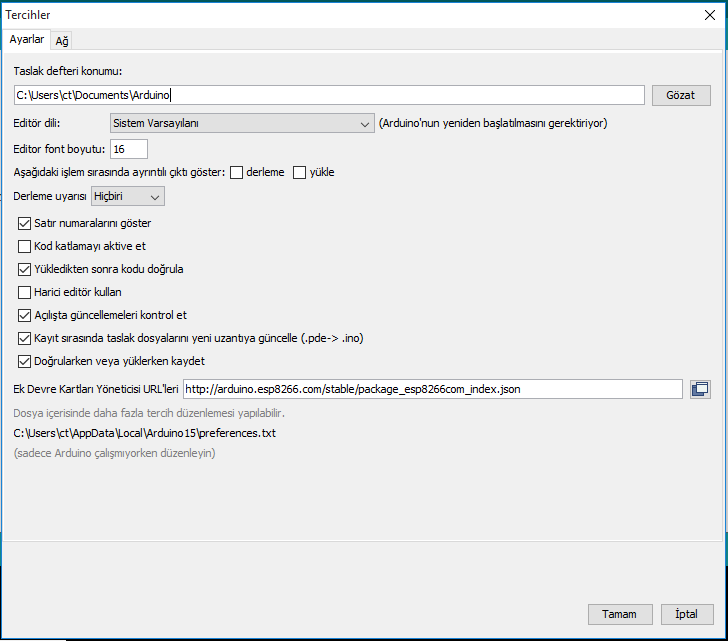 Tercihler
Ayarlar Ağ
Taslak defteri konumu:
C:\Users\ct\Documents\Arduino Gözat
Editör dili: Sistem Varsayılanı (Arduino'nun yeniden başlatılmasını gerektiriyor)
Editor font boyutu: 16
Aşağıdaki işlem sırasında ayrıntılı çıktı göster: derleme yükle
Derleme uyarısı Hiçbiri
Satır numaralarını göster
Kod katlamayı aktive et
Yükledikten sonra kodu doğrula
Harici editör kullan
Açılışta güncellemeleri kontrol et
Kayıt sırasında taslak dosyalarını yeni uzantıya güncelle (.pde-> .ino)
Doğrularken veya yüklerken kaydet
Ek Devre Kartları Yöneticisi URL'leri http://arduino.esp8266.com/stable/package_esp8266com_index.json
Dosya içerisinde daha fazla tercih düzenlemesi yapılabilir.
C:\Users\ct\AppData\Local\Arduino15\preferences.txt
(sadece Arduino çalışmıyorken düzenleyin)
Tamam İptal